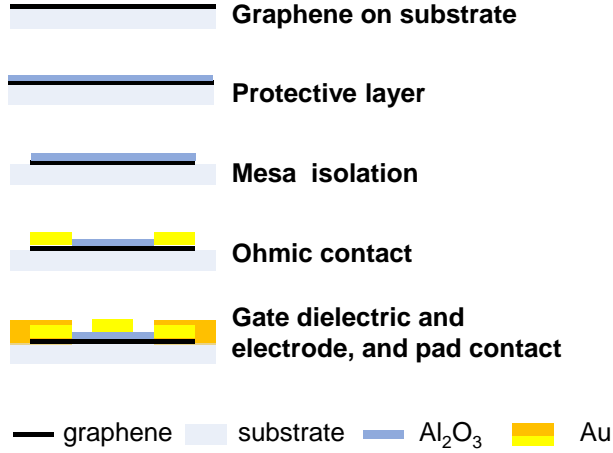 Graphene on substrate
Protective layer
Mesa isolation
Ohmic contact
Gate dielectric and
electrode, and pad contact
graphene substrate Al₂O₃ Au